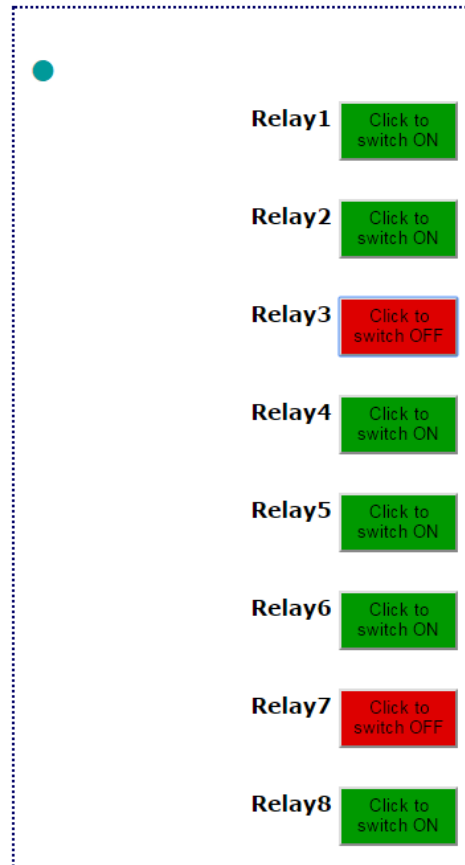 Relay1
Click to
switch ON
Relay2
Click to
switch ON
Relay3
Click to
switch OFF
Relay4
Click to
switch ON
Relay5
Click to
switch ON
Relay6
Click to
switch ON
Relay7
Click to
switch OFF
Relay8
Click to
switch ON